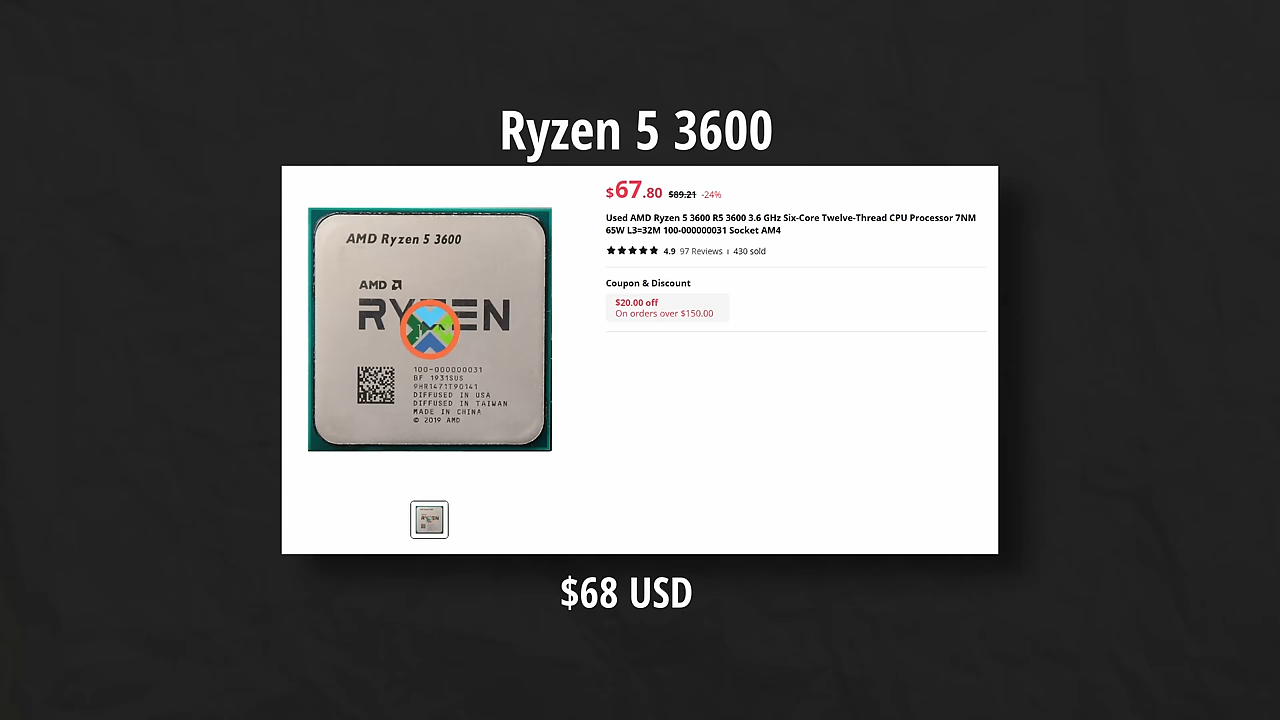 Ryzen 5 3600
AMD Ryzen 5 3600
AMD
RYZEN
100-000000031
BF 1931SUS
9HR1471T90141
DIFFUSED IN USA
DIFFUSED IN TAIWAN
MADE IN CHINA
© 2019 AMD
$67.80 $89.21 -24%
Used AMD Ryzen 5 3600 R5 3600 3.6 GHz Six-Core Twelve-Thread CPU Processor 7NM
65W L3=32M 100-000000031 Socket AM4
4.9 97 Reviews 430 sold
Coupon & Discount
$20.00 off
On orders over $150.00
$68 USD